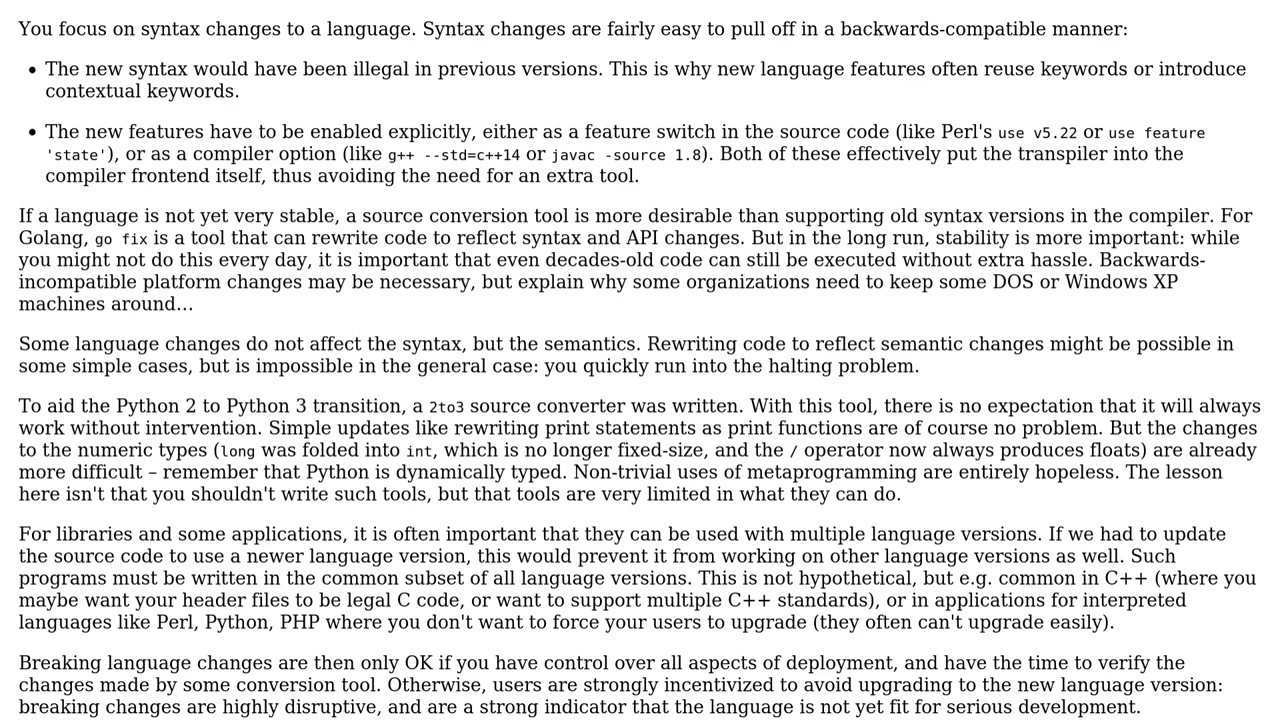 You focus on syntax changes to a language. Syntax changes are fairly easy to pull off in a backwards-compatible manner:
• The new syntax would have been illegal in previous versions. This is why new language features often reuse keywords or introduce
contextual keywords.
• The new features have to be enabled explicitly, either as a feature switch in the source code (like Perl's use v5.22 or use feature
'state'), or as a compiler option (like g++ --std=c++14 or javac -source 1.8). Both of these effectively put the transpiler into the
compiler frontend itself, thus avoiding the need for an extra tool.
If a language is not yet very stable, a source conversion tool is more desirable than supporting old syntax versions in the compiler. For
Golang, go fix is a tool that can rewrite code to reflect syntax and API changes. But in the long run, stability is more important: while
you might not do this every day, it is important that even decades-old code can still be executed without extra hassle. Backwards-
incompatible platform changes may be necessary, but explain why some organizations need to keep some DOS or Windows XP
machines around…
Some language changes do not affect the syntax, but the semantics. Rewriting code to reflect semantic changes might be possible in
some simple cases, but is impossible in the general case: you quickly run into the halting problem.
To aid the Python 2 to Python 3 transition, a 2to3 source converter was written. With this tool, there is no expectation that it will always
work without intervention. Simple updates like rewriting print statements as print functions are of course no problem. But the changes
to the numeric types (long was folded into int, which is no longer fixed-size, and the / operator now always produces floats) are already
more difficult – remember that Python is dynamically typed. Non-trivial uses of metaprogramming are entirely hopeless. The lesson
here isn't that you shouldn't write such tools, but that tools are very limited in what they can do.
For libraries and some applications, it is often important that they can be used with multiple language versions. If we had to update
the source code to use a newer language version, this would prevent it from working on other language versions as well. Such
programs must be written in the common subset of all language versions. This is not hypothetical, but e.g. common in C++ (where you
maybe want your header files to be legal C code, or want to support multiple C++ standards), or in applications for interpreted
languages like Perl, Python, PHP where you don't want to force your users to upgrade (they often can't upgrade easily).
Breaking language changes are then only OK if you have control over all aspects of deployment, and have the time to verify the
changes made by some conversion tool. Otherwise, users are strongly incentivized to avoid upgrading to the new language version:
breaking changes are highly disruptive, and are a strong indicator that the language is not yet fit for serious development.